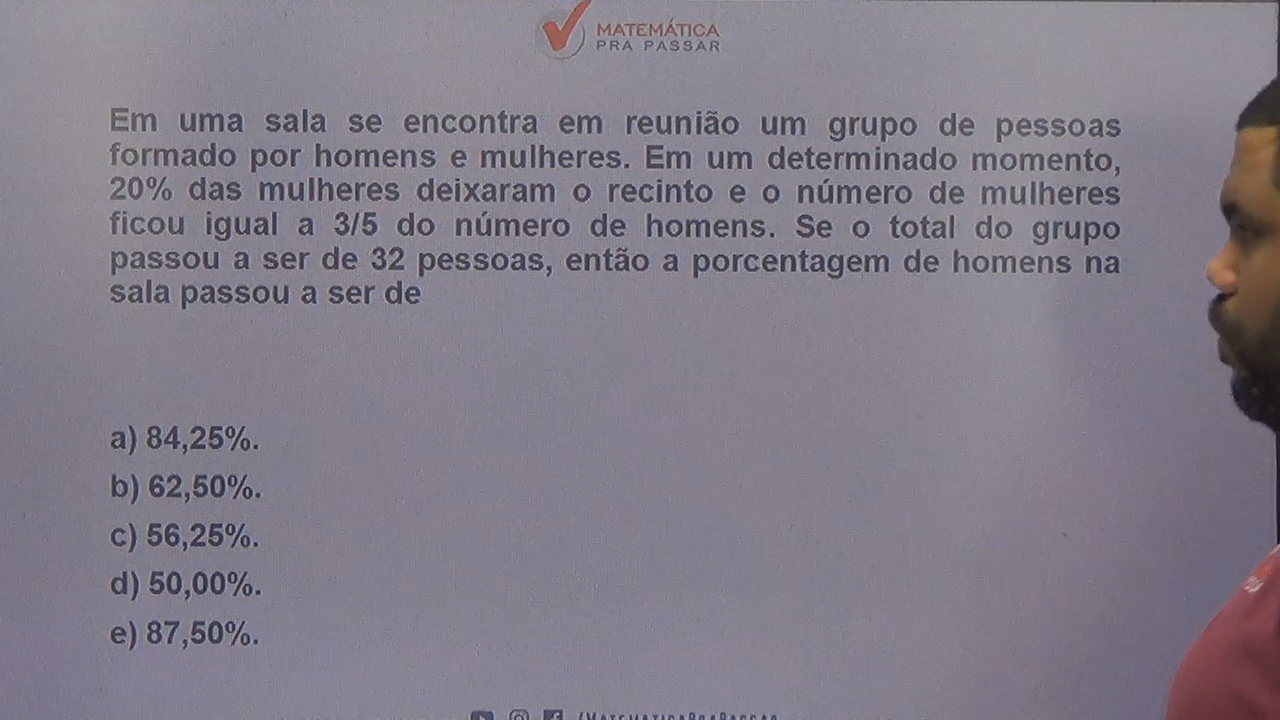 MATEMÁTICA
PRA PASSAR
Em uma sala se encontra em reunião um grupo de pessoas
formado por homens e mulheres. Em um determinado momento,
20% das mulheres deixaram o recinto e o número de mulheres
ficou igual a 3/5 do número de homens. Se o total do grupo
passou a ser de 32 pessoas, então a porcentagem de homens na
sala passou a ser de
a) 84,25%.
b) 62,50%.
c) 56,25%.
d) 50,00%.
e) 87,50%.
/MATEMATICAPRAPASSAR